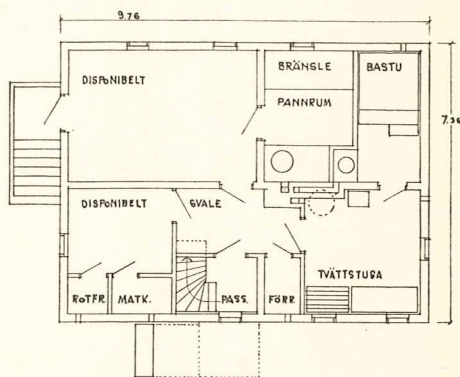 9.76
DISPONIBELT
BRÄNSLE
BASTU
PANNRUM
7.36
DISPONIBELT
SVALE
TVÄTTSTUGA
ROTFR.
MATK.
PASS.
FÖRR.